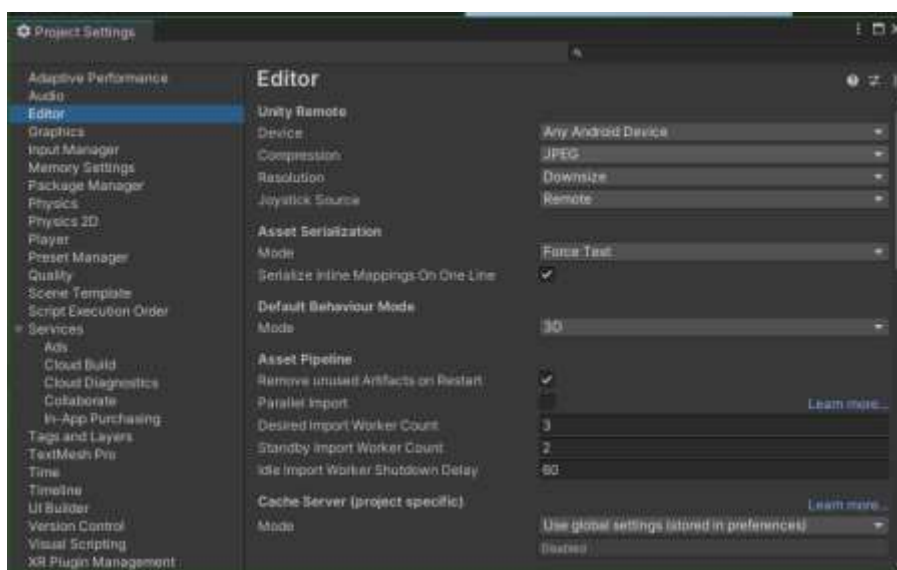 Project Settings
Adaptive Performance
Audio
Editor
Graphics
Input Manager
Memory Settings
Package Manager
Physics
Physics 2D
Player
Preset Manager
Quality
Scene Template
Script Execution Order
Services
Ads
Cloud Build
Cloud Diagnostics
Collaborate
In-App Purchasing
Tags and Layers
TextMesh Pro
Time
Timeline
UI Builder
Version Control
Visual Scripting
XR Plugin Management
Editor
Unity Remote
Device Any Android Device
Compression JPEG
Resolution Downsize
Joystick Source Remote
Asset Serialization
Mode Force Text
Serialize Inline Mappings On One Line
Default Behaviour Mode
Mode 3D
Asset Pipeline
Remove unused Artifacts on Restart
Parallel Import Learn more...
Desired Import Worker Count 3
Standby Import Worker Count 2
Idle Import Worker Shutdown Delay 60
Cache Server (project specific) Learn more...
Mode Use global settings (stored in preferences)
Disabled